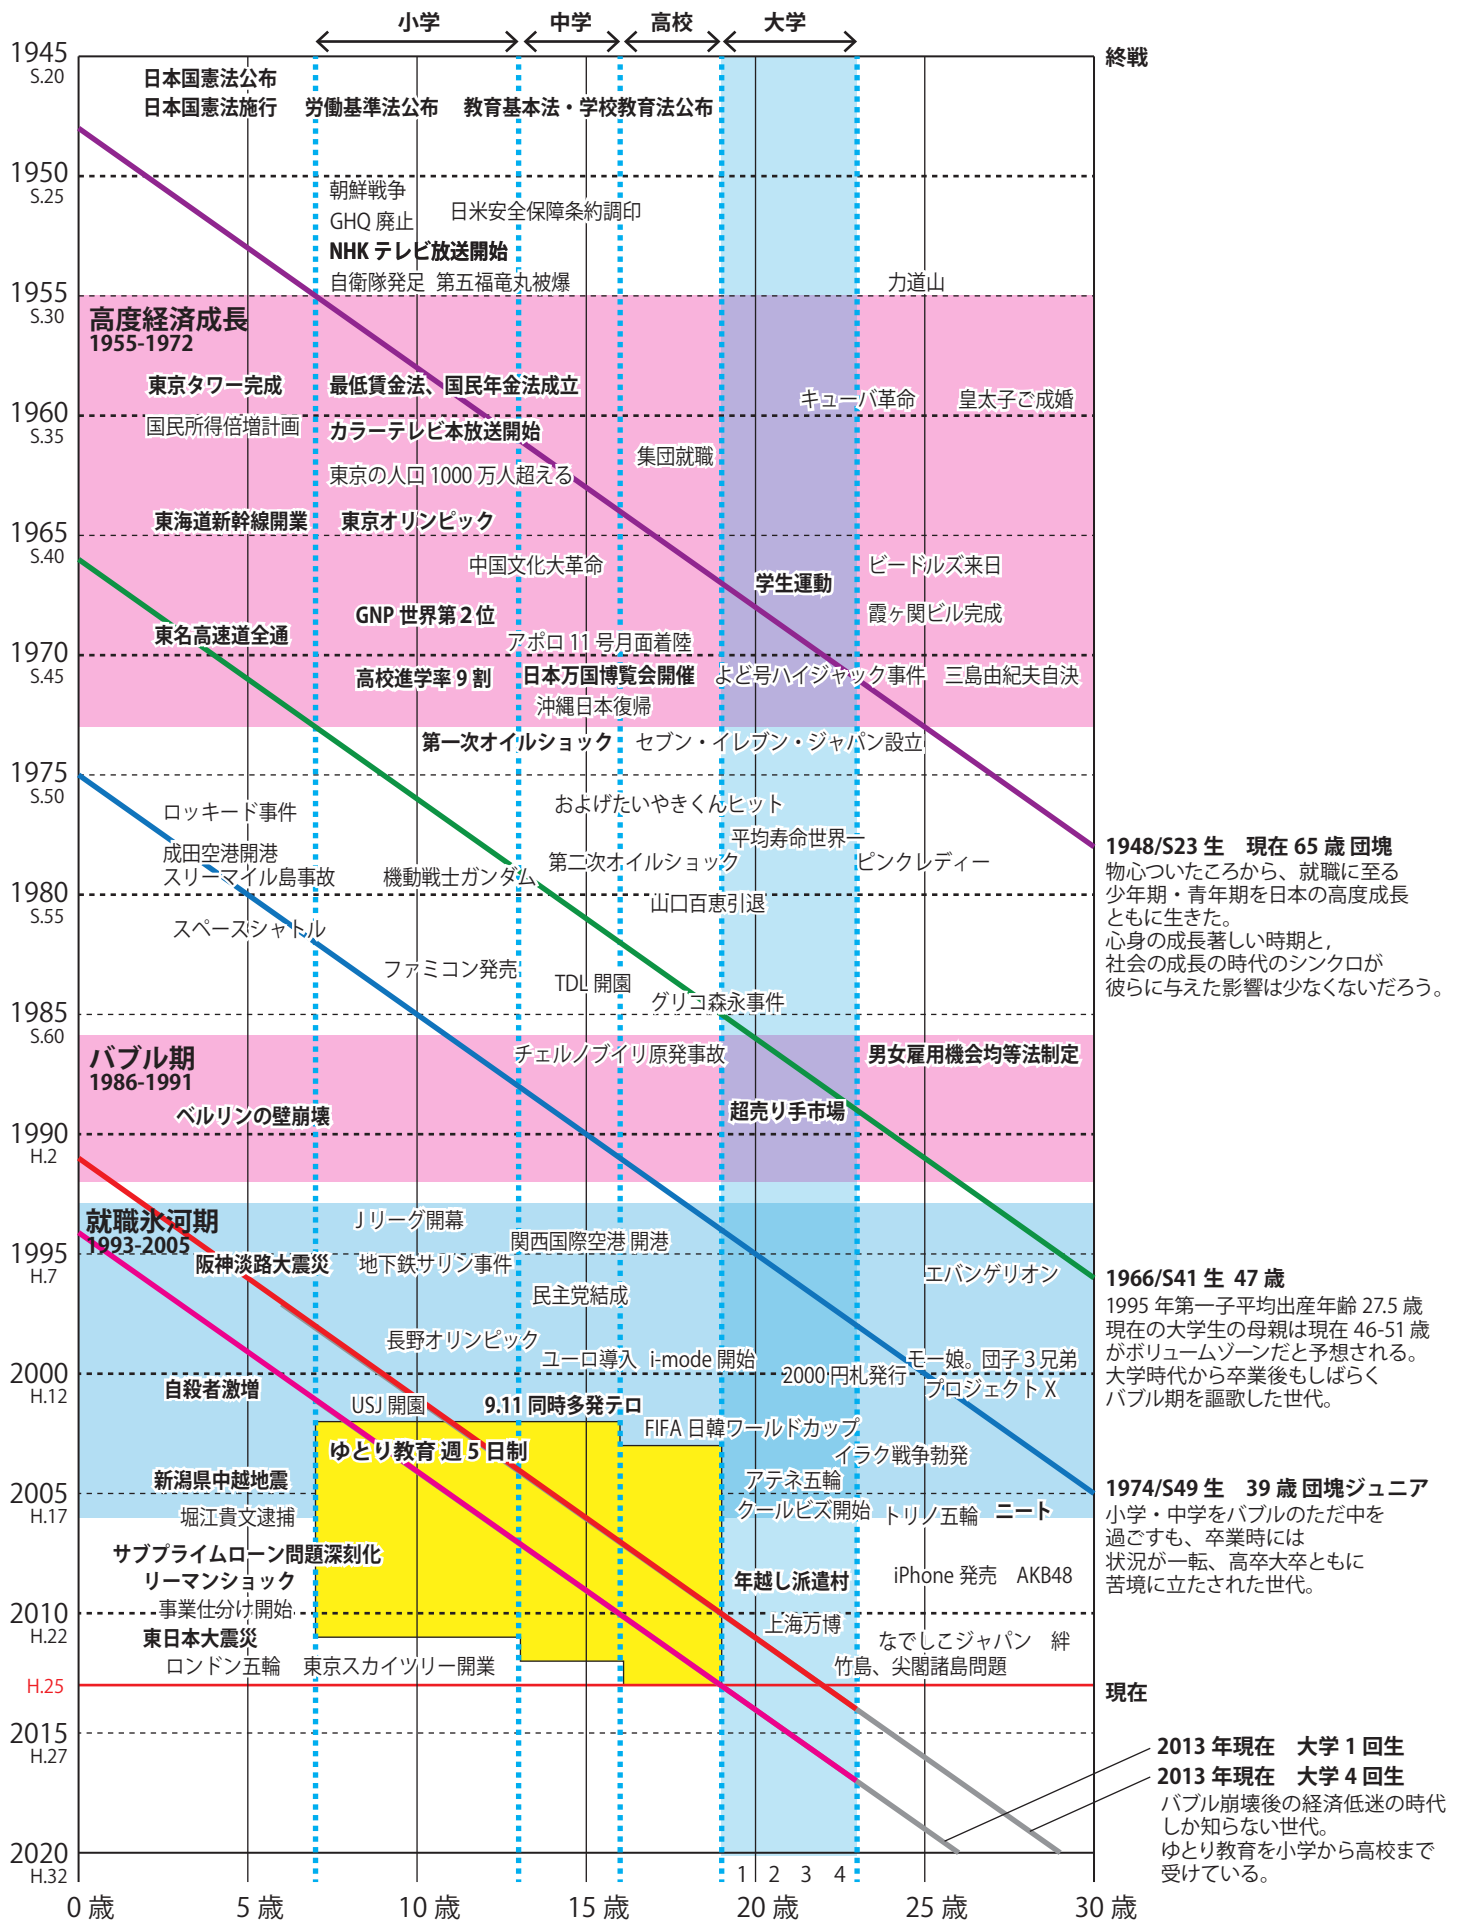 小学 中学 高校 大学
1945
S.20
終戦
日本国憲法公布
日本国憲法施行 労働基準法公布 教育基本法・学校教育法公布
1950
S.25
朝鮮戦争
GHQ 廃止 日米安全保障条約調印
NHK テレビ放送開始
自衛隊発足 第五福竜丸被爆 力道山
1955
S.30
高度経済成長
1955-1972
東京タワー完成 最低賃金法、国民年金法成立
キューバ革命 皇太子ご成婚
1960
S.35
国民所得倍増計画 カラーテレビ本放送開始
集団就職
東京の人口 1000 万人超える
東海道新幹線開業 東京オリンピック
1965
S.40
中国文化大革命 ビードルズ来日
学生運動
GNP 世界第 2 位 霞ヶ関ビル完成
東名高速道全通 アポロ 11 号月面着陸
1970
S.45
高校進学率 9 割 日本万国博覧会開催 よど号ハイジャック事件 三島由紀夫自決
沖縄日本復帰
第一次オイルショック セブン・イレブン・ジャパン設立
1975
S.50
ロッキード事件 およげたいやきくんヒット
平均寿命世界一
成田空港開港 第二次オイルショック ピンクレディー
スリーマイル島事故 機動戦士ガンダム
1980
S.55
山口百恵引退
スペースシャトル
ファミコン発売 TDL 開園
グリコ森永事件
1948/S23 生 現在 65 歳 団塊
物心ついたころから、就職に至る
少年期・青年期を日本の高度成長
ともに生きた。
心身の成長著しい時期と,
社会の成長の時代のシンクロが
彼らに与えた影響は少なくないだろう。
1985
S.60
バブル期
1986-1991
チェルノブイリ原発事故 男女雇用機会均等法制定
ベルリンの壁崩壊 超売り手市場
1990
H.2
就職氷河期
1993-2005
Jリーグ開幕
関西国際空港 開港
1995
H.7
阪神淡路大震災 地下鉄サリン事件 エバンゲリオン
民主党結成
長野オリンピック
ユーロ導入 i-mode 開始 モー娘。団子 3 兄弟
2000
H.12
2000 円札発行
自殺者激増 プロジェクト X
USJ 開園 9.11 同時多発テロ
FIFA 日韓ワールドカップ
1966/S41 生 47 歳
1995 年第一子平均出産年齢 27.5 歳
現在の大学生の母親は現在 46-51 歳
がボリュームゾーンだと予想される。
大学時代から卒業後もしばらく
バブル期を謳歌した世代。
ゆとり教育 週 5 日制 イラク戦争勃発
新潟県中越地震 アテネ五輪
2005
H.17
堀江貴文逮捕 クールビズ開始 トリノ五輪 ニート
サブプライムローン問題深刻化
リーマンショック 年越し派遣村 iPhone 発売 AKB48
事業仕分け開始
1974/S49 生 39 歳 団塊ジュニア
小学・中学をバブルのただ中を
過ごすも、卒業時には
状況が一転、高卒大卒ともに
苦境に立たされた世代。
2010
H.22
上海万博
東日本大震災 なでしこジャパン 絆
ロンドン五輪 東京スカイツリー開業 竹島、尖閣諸島問題
H.25
現在
2015
H.27
2013 年現在 大学 1 回生
2013 年現在 大学 4 回生
バブル崩壊後の経済低迷の時代
しか知らない世代。
ゆとり教育を小学から高校まで
受けている。
2020
H.32
1 2 3 4
0 歳 5 歳 10 歳 15 歳 20 歳 25 歳 30 歳